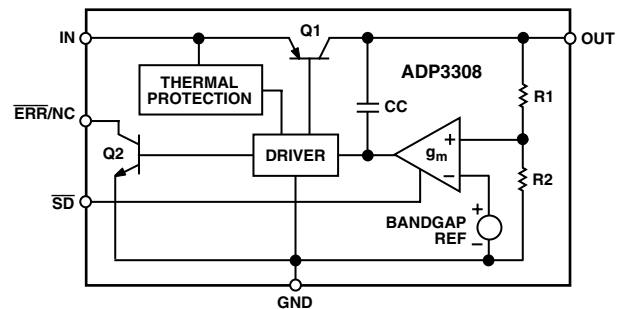 IN
Q1
OUT
THERMAL
PROTECTION
ADP3308
CC
R1
ERR/NC
Q2
DRIVER
gm
+
−
R2
SD
+
BANDGAP
REF
−
GND